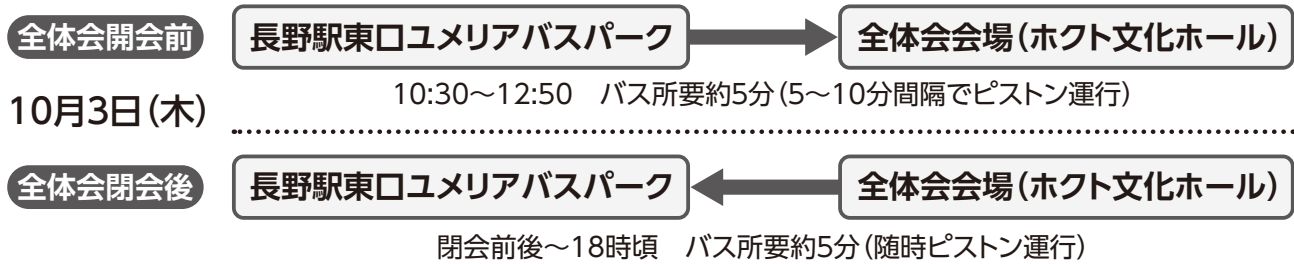 全体会開会前
長野駅東口ユメリアバスパーク
全体会会場(ホクト文化ホール)
10:30〜12:50　バス所要約5分(5〜10分間隔でピストン運行)
10月3日(木)
全体会閉会後
長野駅東口ユメリアバスパーク
全体会会場(ホクト文化ホール)
閉会前後〜18時頃　バス所要約5分(随時ピストン運行)